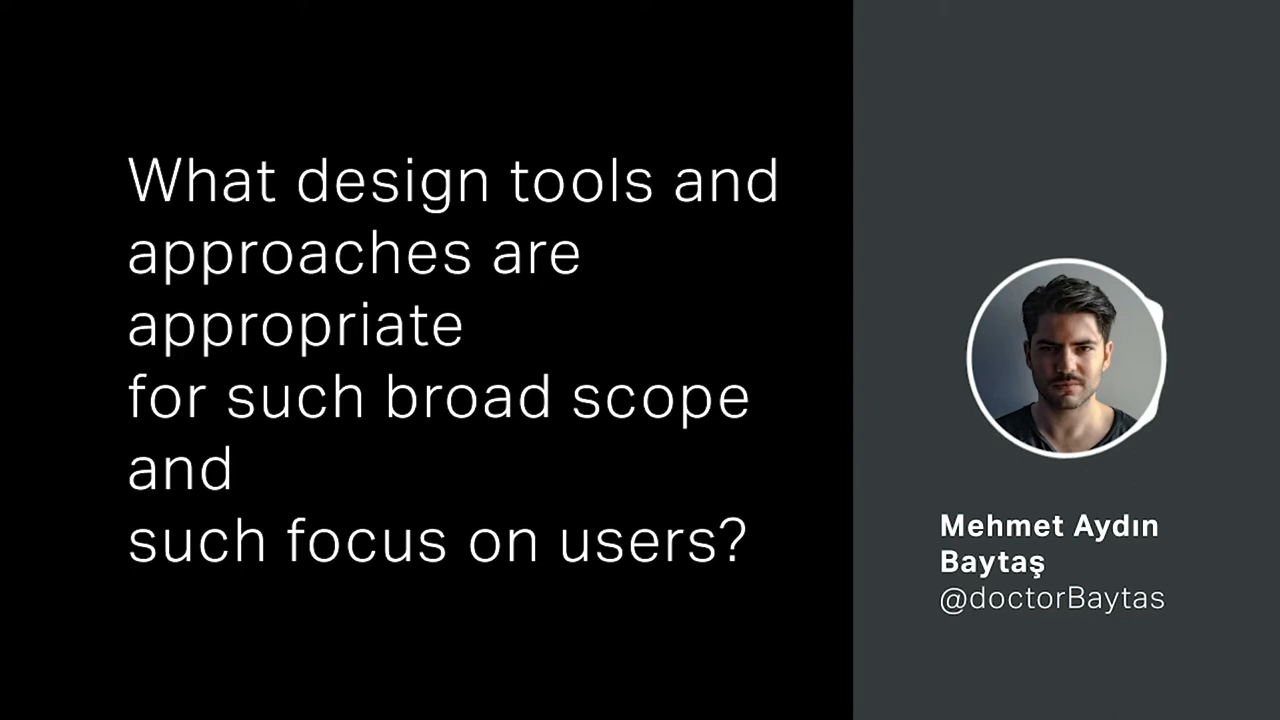 What design tools and
approaches are
appropriate
for such broad scope
and
such focus on users?
Mehmet Aydın
Baytaş
@doctorBaytas